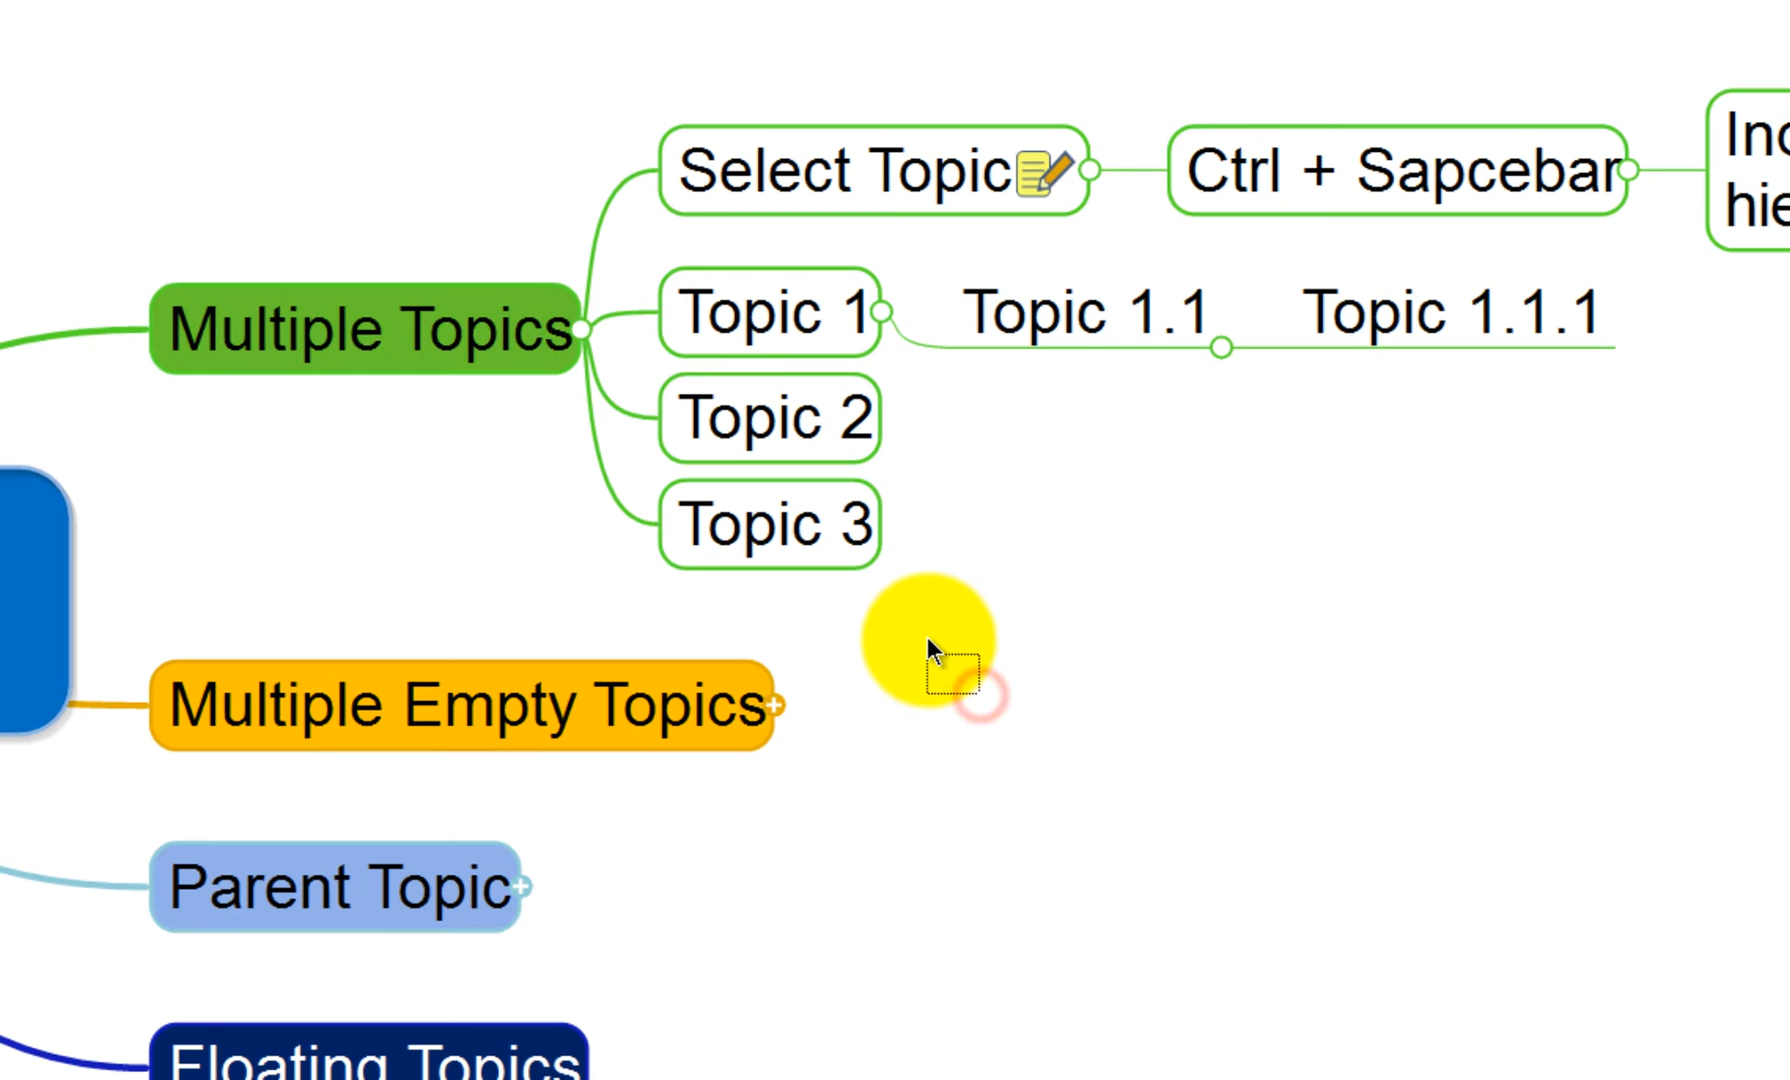 Select Topic
Ctrl + Sapcebar
Multiple Topics
Topic 1
Topic 1.1
Topic 1.1.1
Topic 2
Topic 3
Multiple Empty Topics
Parent Topic
Floating Topics